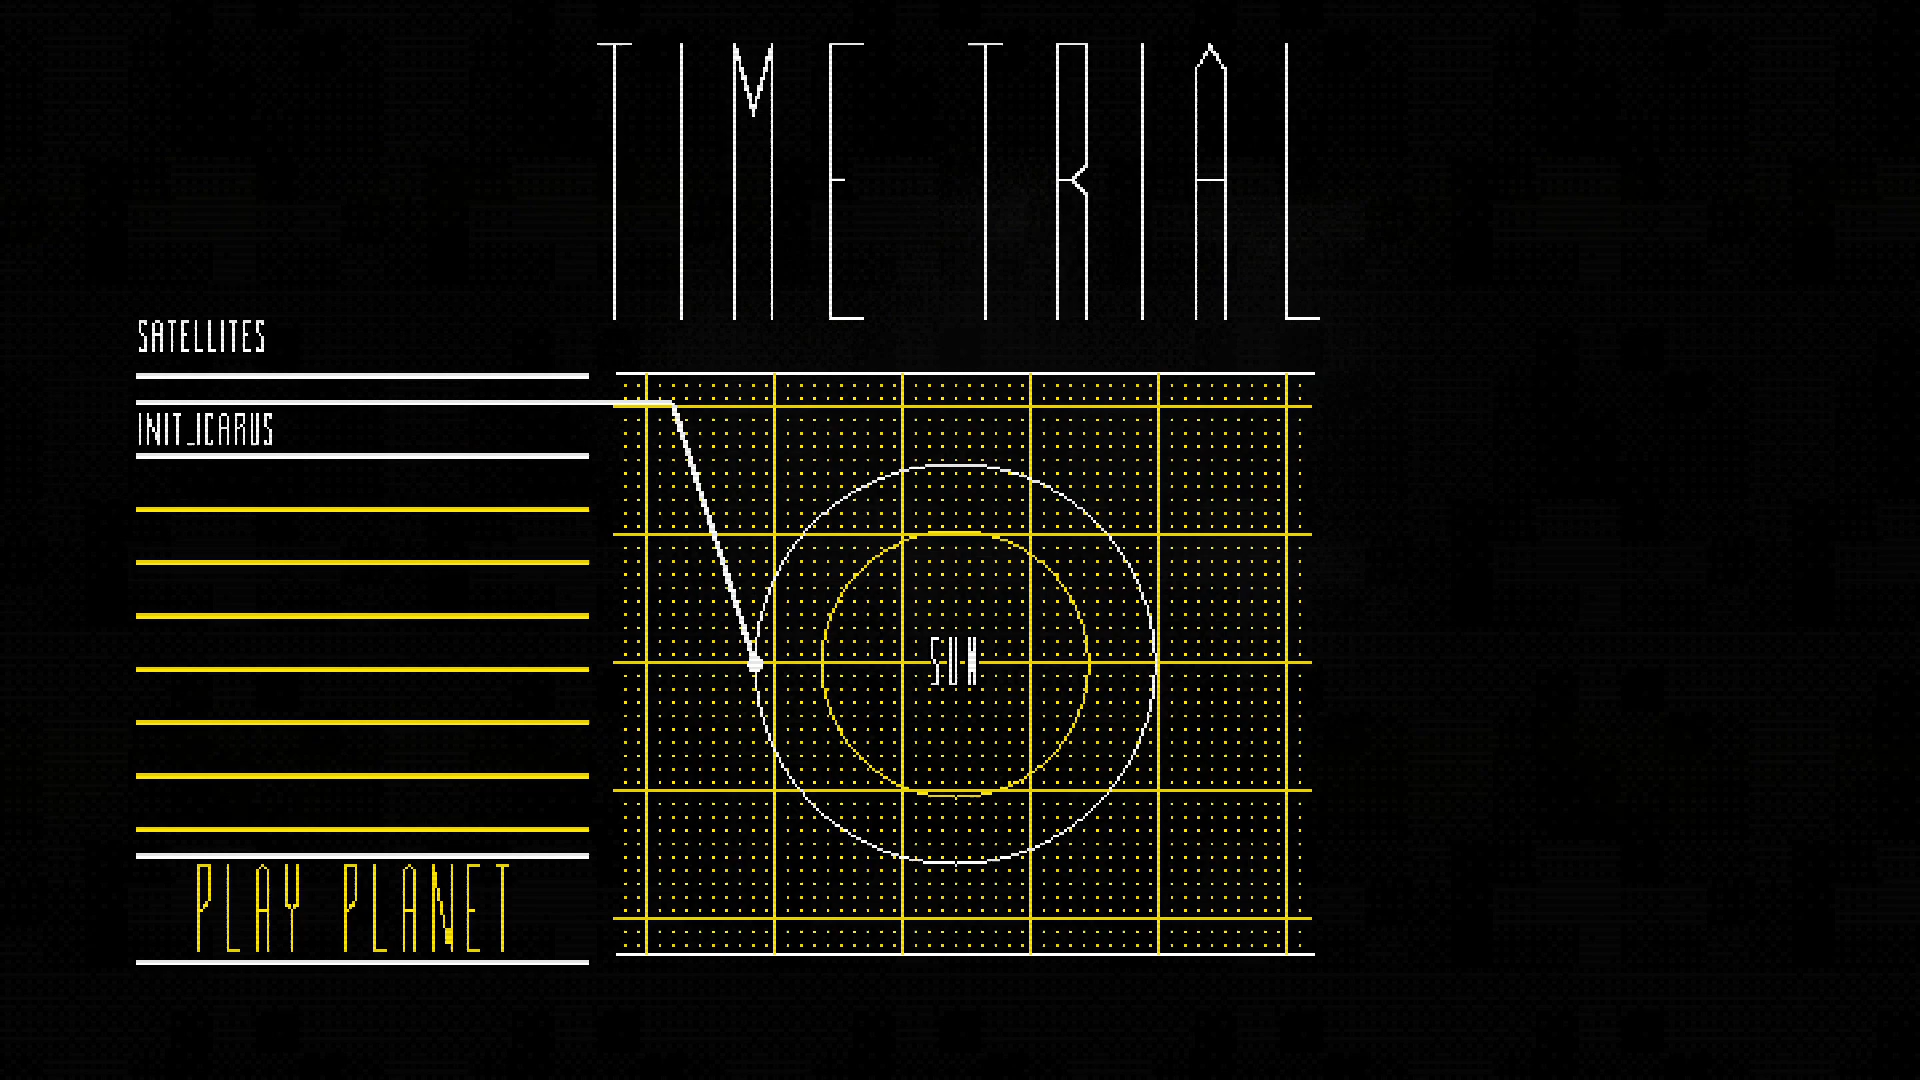 TIME TRIAL
SATELLITES
INIT_ICARUS
SUN
PLAY PLANET